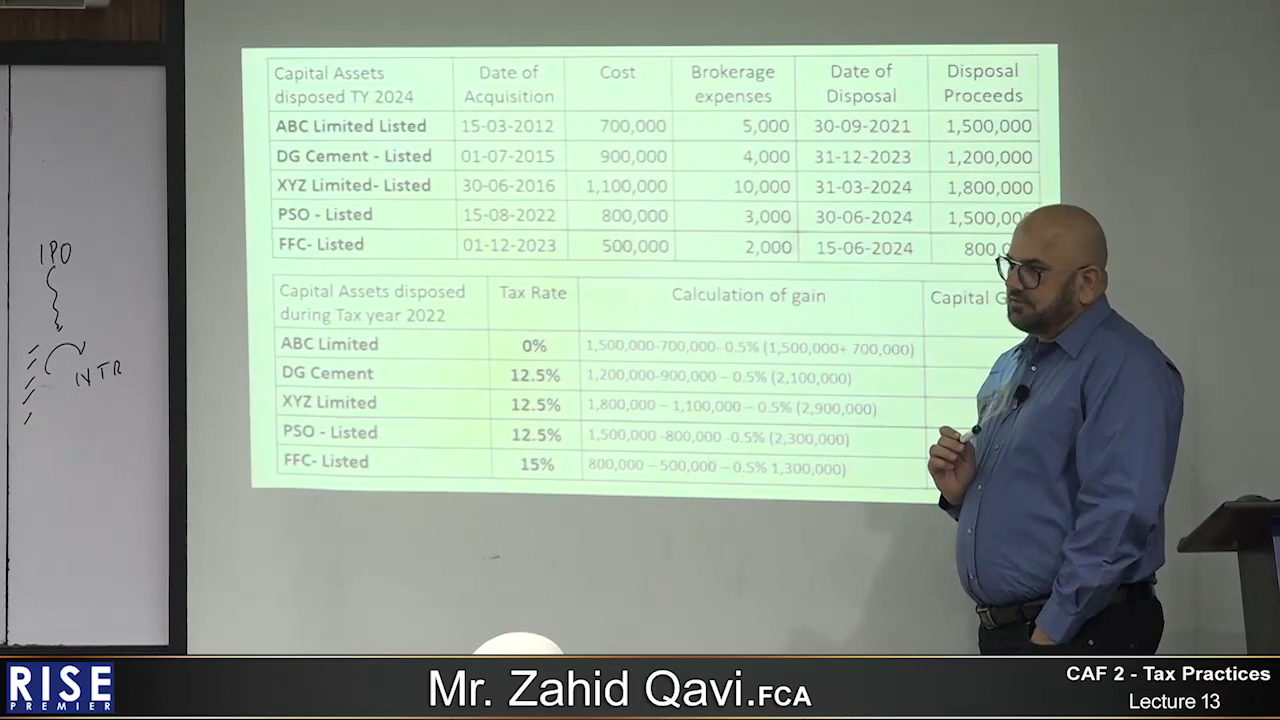 Capital Assets disposed TY 2024 | Date of Acquisition | Cost | Brokerage expenses | Date of Disposal | Disposal Proceeds
ABC Limited Listed 15-03-2012 700,000 5,000 30-09-2021 1,500,000
DG Cement - Listed 01-07-2015 900,000 4,000 31-12-2023 1,200,000
XYZ Limited- Listed 30-06-2016 1,100,000 10,000 31-03-2024 1,800,000
PSO - Listed 15-08-2022 800,000 3,000 30-06-2024 1,500,000
FFC- Listed 01-12-2023 500,000 2,000 15-06-2024 800,0
Capital Assets disposed during Tax year 2022 | Tax Rate | Calculation of gain | Capital G
ABC Limited 0% 1,500,000-700,000- 0.5% (1,500,000+ 700,000)
DG Cement 12.5% 1,200,000-900,000 – 0.5% (2,100,000)
XYZ Limited 12.5% 1,800,000 – 1,100,000 – 0.5% (2,900,000)
PSO - Listed 12.5% 1,500,000 -800,000 -0.5% (2,300,000)
FFC- Listed 15% 800,000 – 500,000 – 0.5% 1,300,000)
IPO
RISE
PREMIER
Mr. Zahid Qavi.FCA
CAF 2 - Tax Practices
Lecture 13